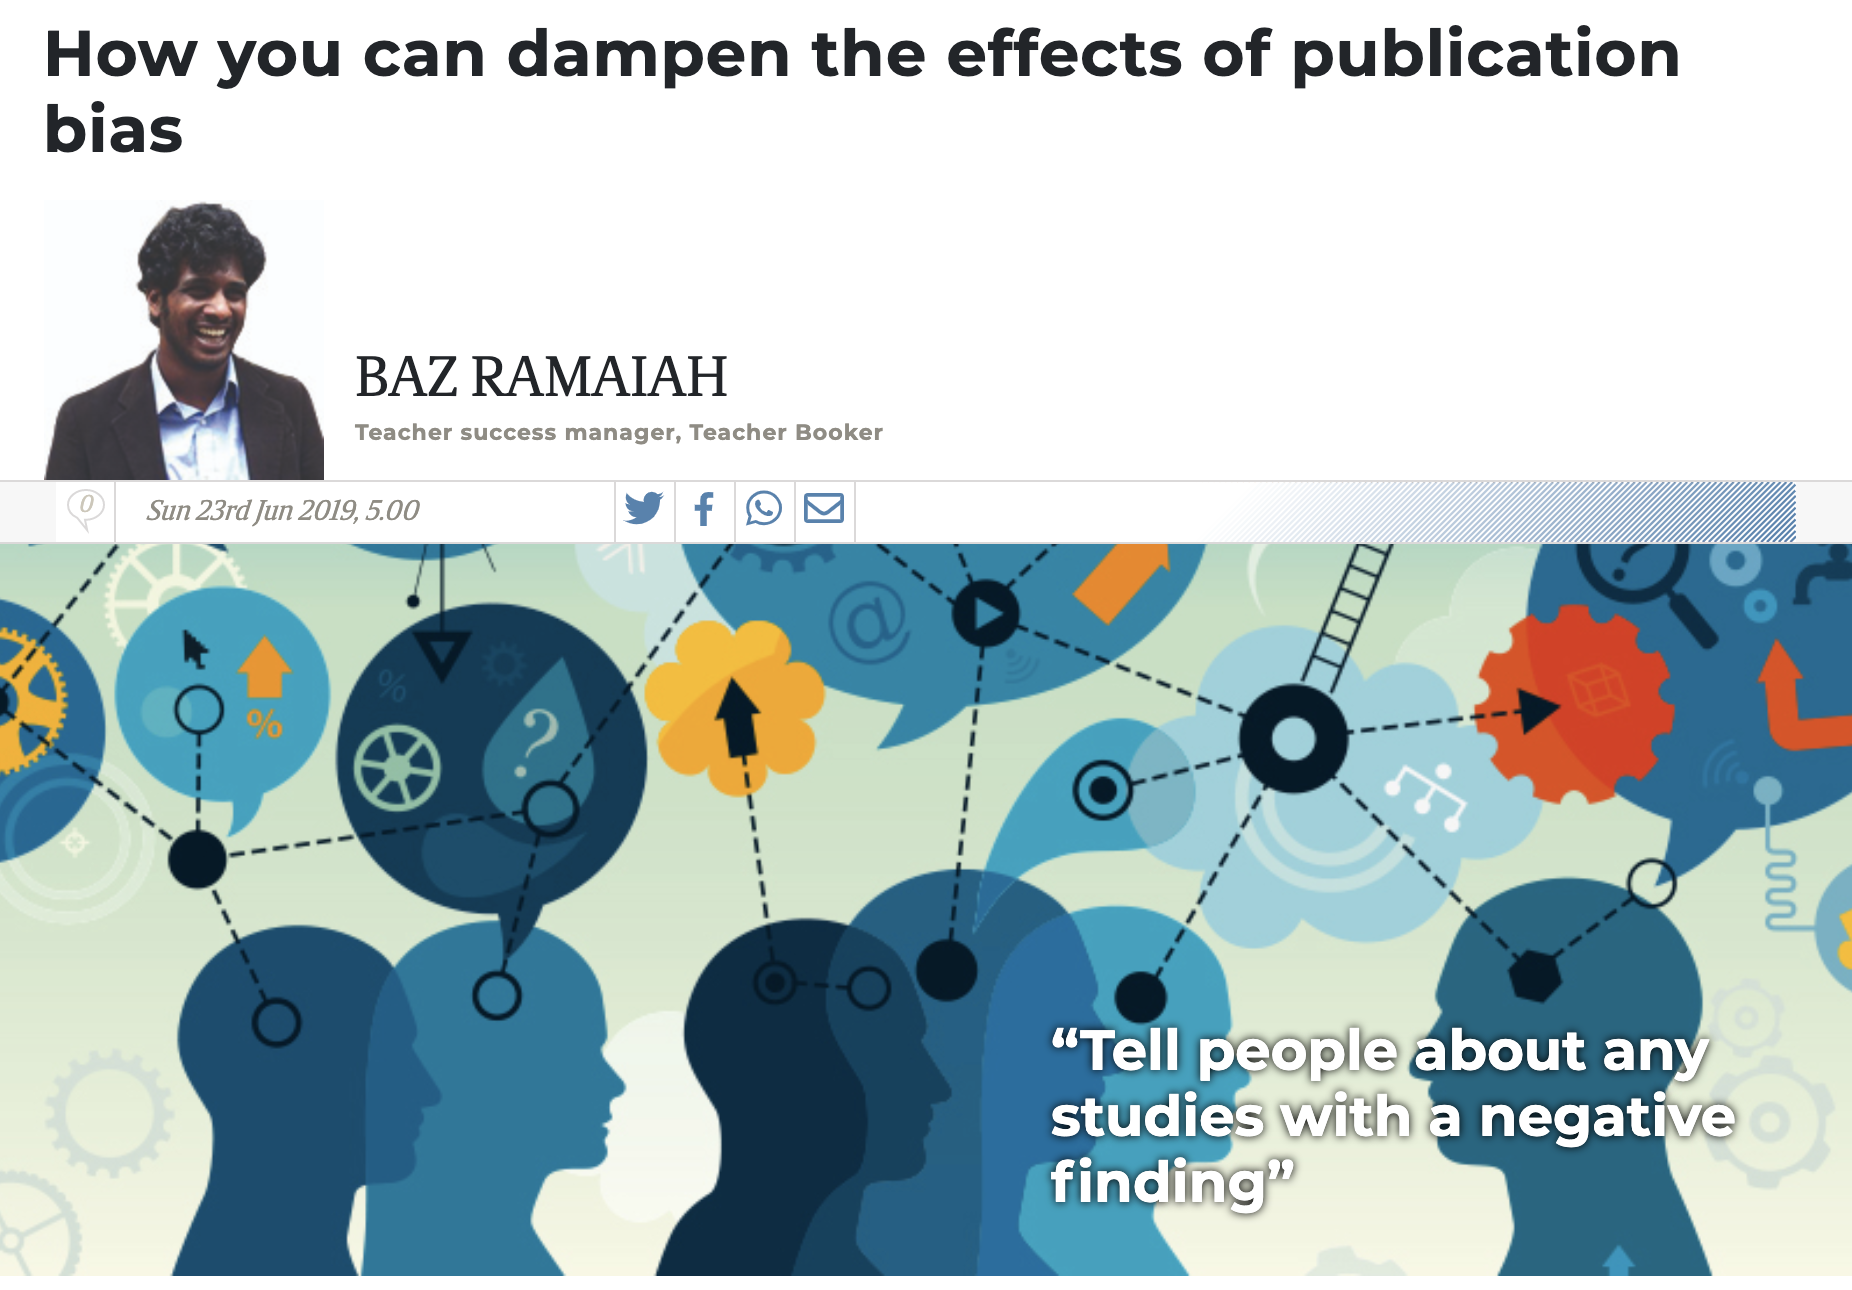 How you can dampen the effects of publication
bias
BAZ RAMAIAH
Teacher success manager, Teacher Booker
0
Sun 23rd Jun 2019, 5.00
@
%
%
?
?
“Tell people about any
studies with a negative
finding”